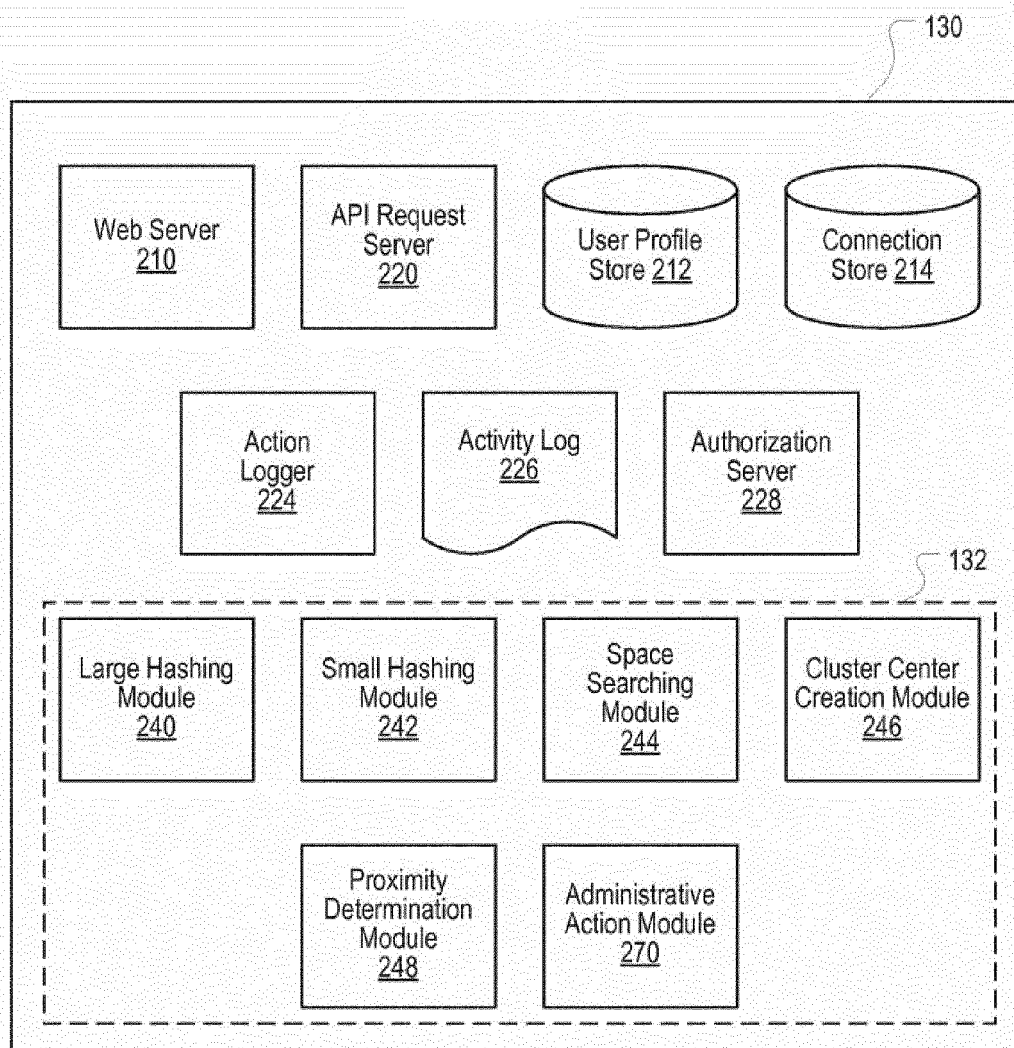 130
Web Server
210
API Request
Server
220
User Profile
Store 212
Connection
Store 214
Action
Logger
224
Activity Log
226
Authorization
Server
228
132
Large Hashing
Module
240
Small Hashing
Module
242
Space
Searching
Module
244
Cluster Center
Creation Module
246
Proximity
Determination
Module
248
Administrative
Action Module
270